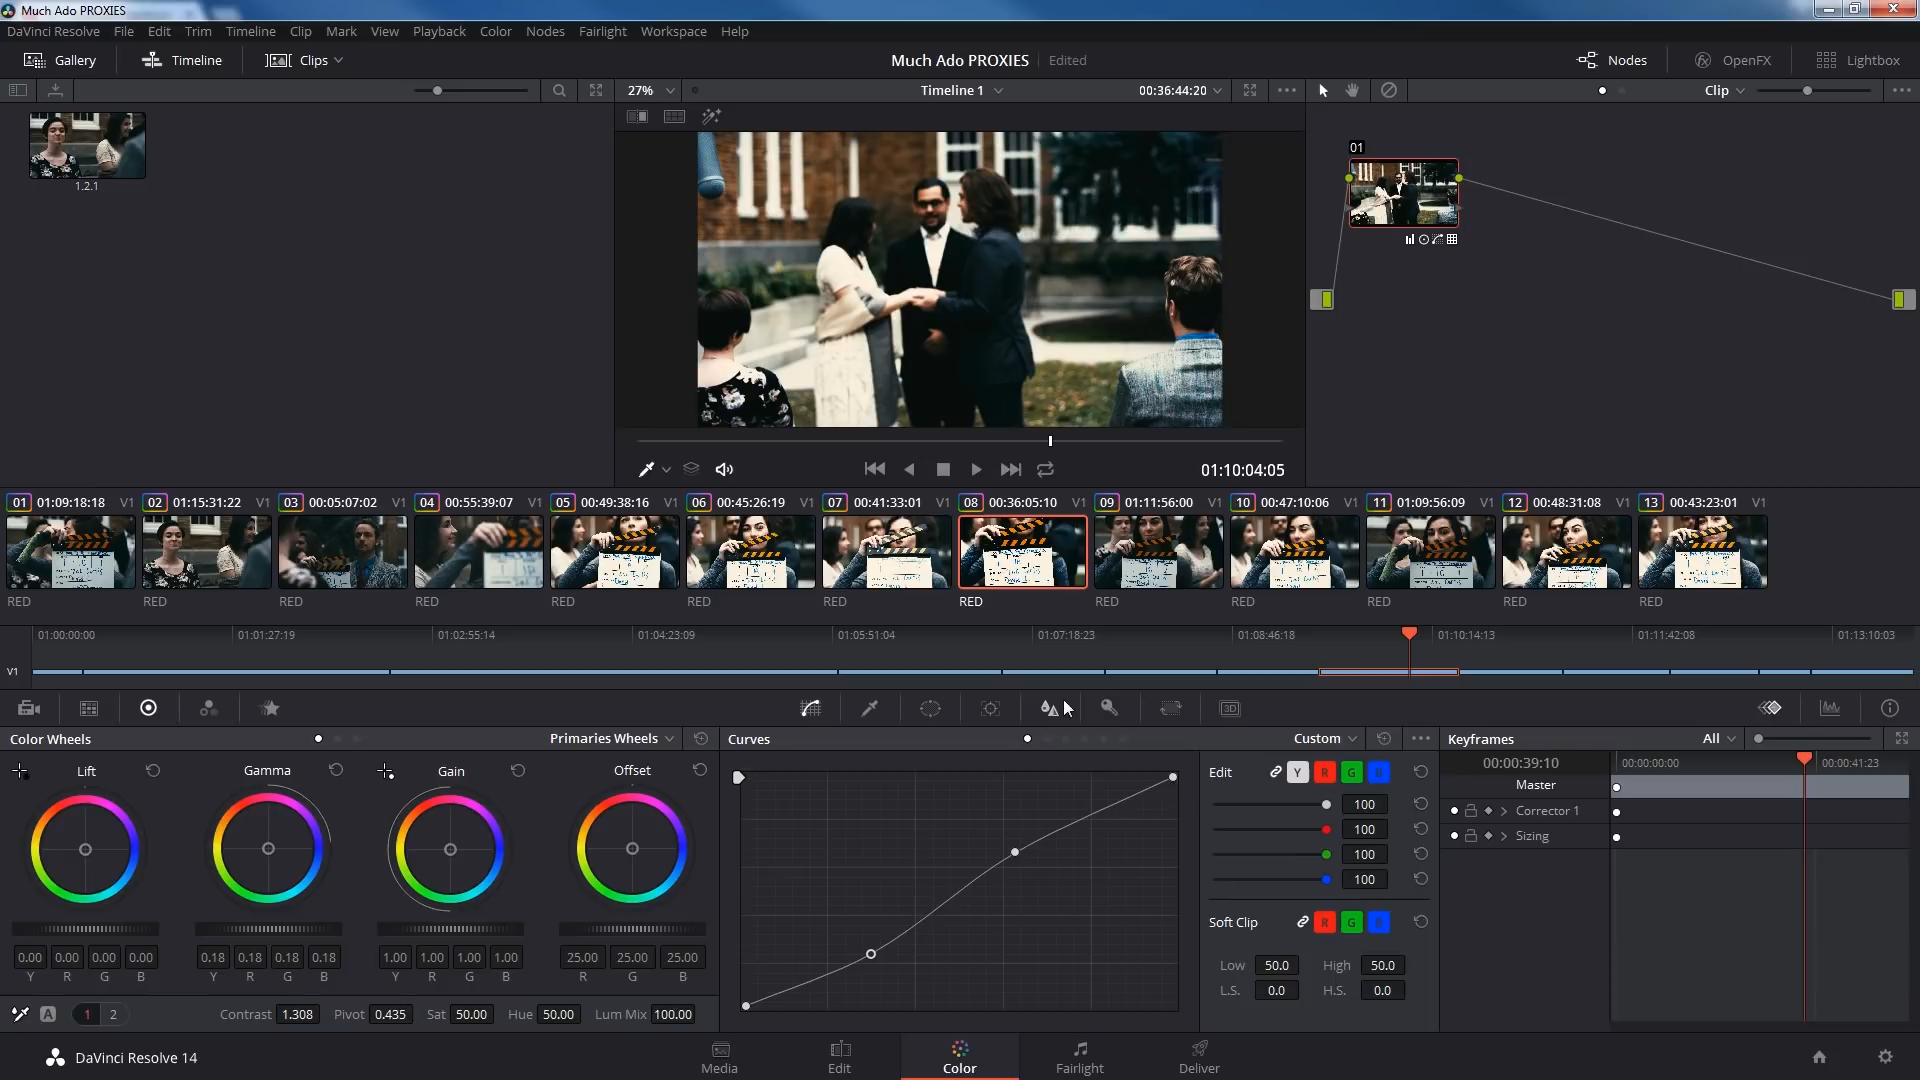 Much Ado PROXIES
DaVinci Resolve File Edit Trim Timeline Clip Mark View Playback Color Nodes Fairlight Workspace Help
Gallery Timeline Clips Much Ado PROXIES Edited Nodes OpenFX Lightbox
27% Timeline 1 00:36:44:20 Clip
01
1.2.1
01:10:04:05
01 01:09:18:18 V1 02 01:15:31:22 V1 03 00:05:07:02 V1 04 00:55:39:07 V1 05 00:49:38:16 V1 06 00:45:26:19 V1 07 00:41:33:01 V1 08 00:36:05:10 V1 09 01:11:56:00 V1 10 00:47:10:06 V1 11 01:09:56:09 V1 12 00:48:31:08 V1 13 00:43:23:01 V1
RED RED RED RED RED RED RED RED RED RED RED RED RED
01:00:00:00 01:01:27:19 01:02:55:14 01:04:23:09 01:05:51:04 01:07:18:23 01:08:46:18 01:10:14:13 01:11:42:08 01:13:10:03
V1
3D
Color Wheels Primaries Wheels Curves Custom Keyframes All
Lift Gamma Gain Offset Edit Y R G B 00:00:39:10 00:00:00:00 00:00:41:23
Master
100 Corrector 1
100 Sizing
100
100
Soft Clip R G B
0.00 0.00 0.00 0.00 0.18 0.18 0.18 0.18 1.00 1.00 1.00 1.00 25.00 25.00 25.00 Low 50.0 High 50.0
Y R G B Y R G B Y R G B R G B L.S. 0.0 H.S. 0.0
A 1 2 Contrast 1.308 Pivot 0.435 Sat 50.00 Hue 50.00 Lum Mix 100.00
DaVinci Resolve 14 Media Edit Color Fairlight Deliver